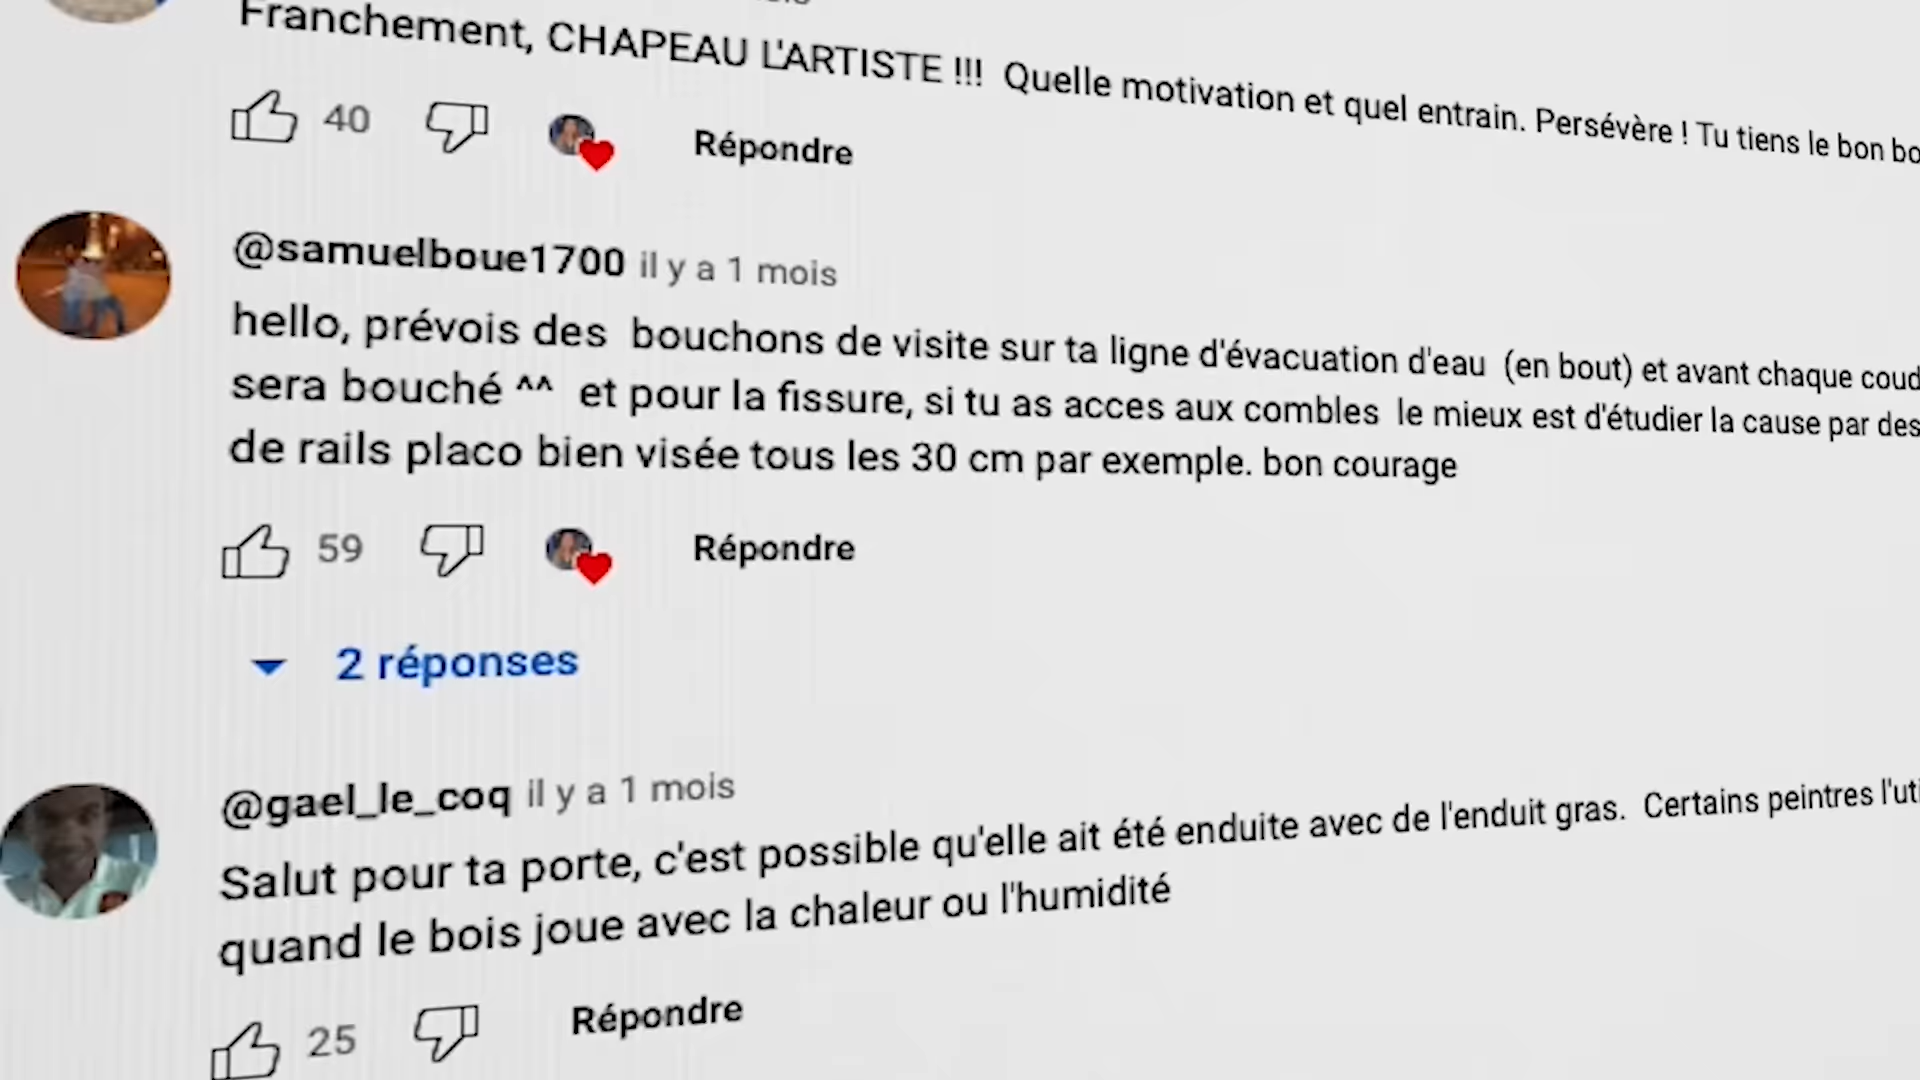 Franchement, CHAPEAU L'ARTISTE !!! Quelle motivation et quel entrain. Persévère ! Tu tiens le bon
40
Répondre
@samuelboue1700 il y a 1 mois
hello, prévois des bouchons de visite sur ta ligne d'évacuation d'eau (en bout) et avant chaque
sera bouché ^^ et pour la fissure, si tu as acces aux combles le mieux est d'étudier la cause par des
de rails placo bien visée tous les 30 cm par exemple. bon courage
59
Répondre
2 réponses
@gael_le_coq il y a 1 mois
Salut pour ta porte, c'est possible qu'elle ait été enduite avec de l'enduit gras. Certains peintres
quand le bois joue avec la chaleur ou l'humidité
25
Répondre